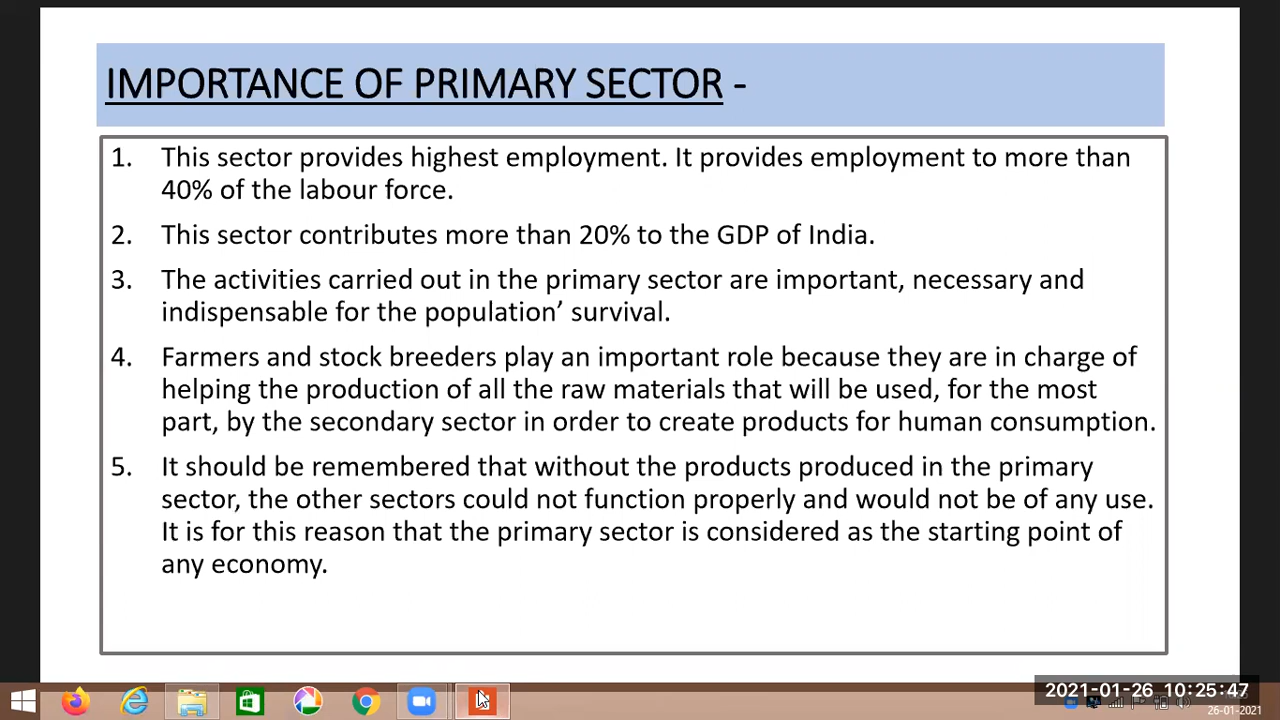 IMPORTANCE OF PRIMARY SECTOR -
1. This sector provides highest employment. It provides employment to more than
40% of the labour force.
2. This sector contributes more than 20% to the GDP of India.
3. The activities carried out in the primary sector are important, necessary and
indispensable for the population’ survival.
4. Farmers and stock breeders play an important role because they are in charge of
helping the production of all the raw materials that will be used, for the most
part, by the secondary sector in order to create products for human consumption.
5. It should be remembered that without the products produced in the primary
sector, the other sectors could not function properly and would not be of any use.
It is for this reason that the primary sector is considered as the starting point of
any economy.
2021-01-26 10:25:47
26-01-2021